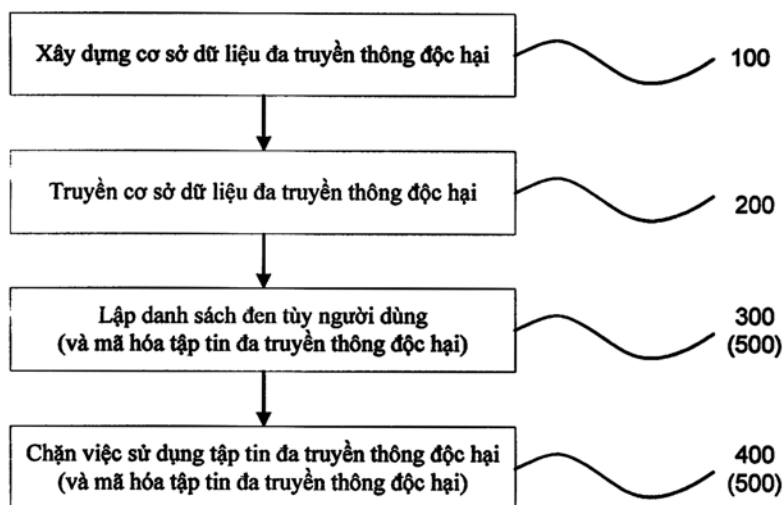 Xây dựng cơ sở dữ liệu đa truyền thông độc hại
100
Truyền cơ sở dữ liệu đa truyền thông độc hại
200
Lập danh sách đen tùy người dùng
(và mã hóa tập tin đa truyền thông độc hại)
300
(500)
Chặn việc sử dụng tập tin đa truyền thông độc hại
(và mã hóa tập tin đa truyền thông độc hại)
400
(500)